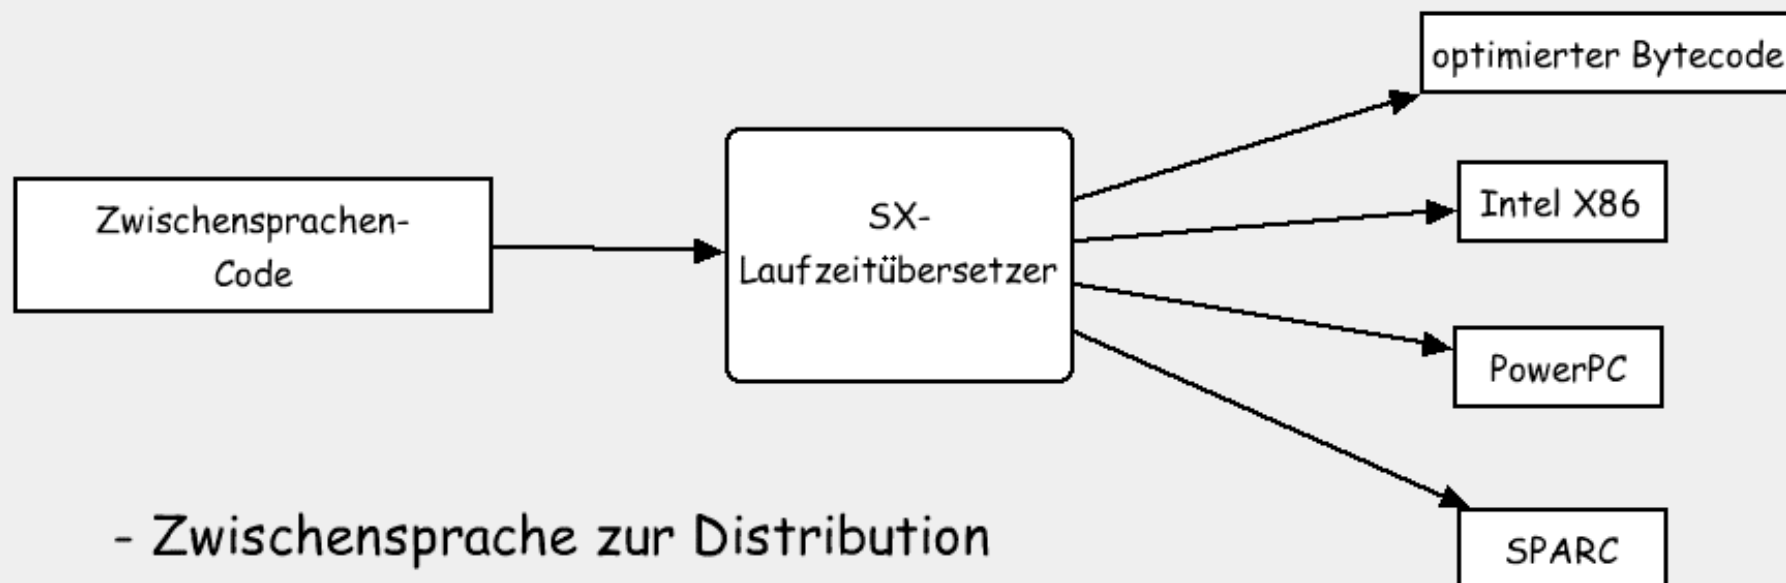 Zwischensprachen-
Code
SX-
Laufzeitübersetzer
optimierter Bytecode
Intel X86
PowerPC
SPARC
- Zwischensprache zur Distribution